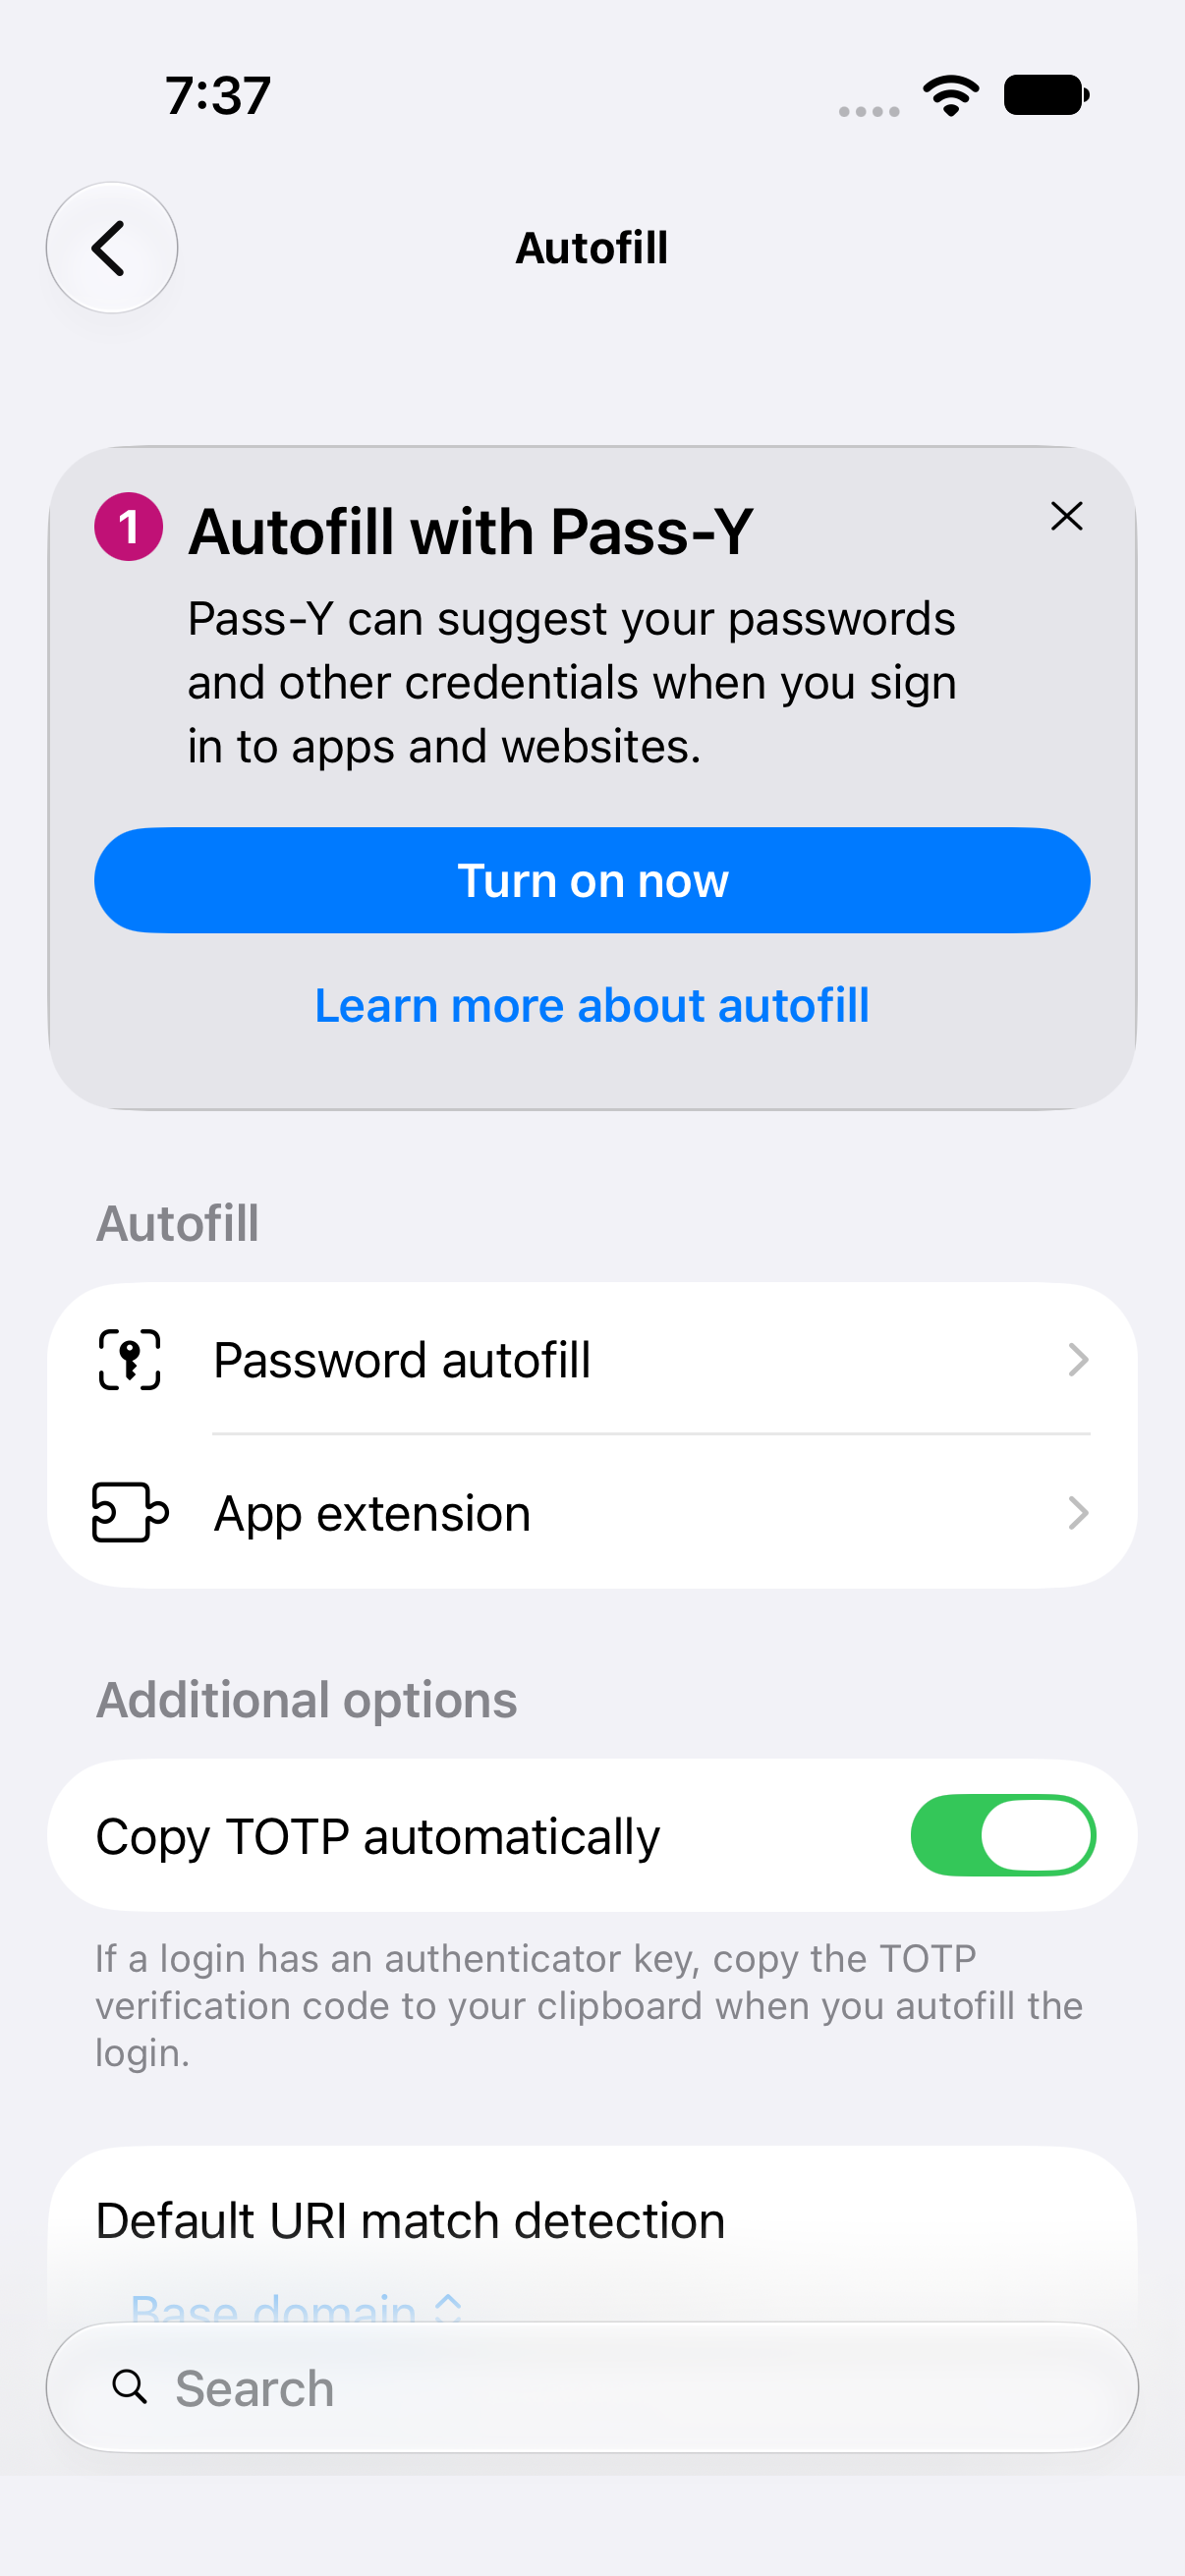 7:37
Autofill
1 Autofill with Pass-Y
Pass-Y can suggest your passwords
and other credentials when you sign
in to apps and websites.
Turn on now
Learn more about autofill
Autofill
Password autofill
App extension
Additional options
Copy TOTP automatically
If a login has an authenticator key, copy the TOTP
verification code to your clipboard when you autofill the
login.
Default URI match detection
Base domain
Search